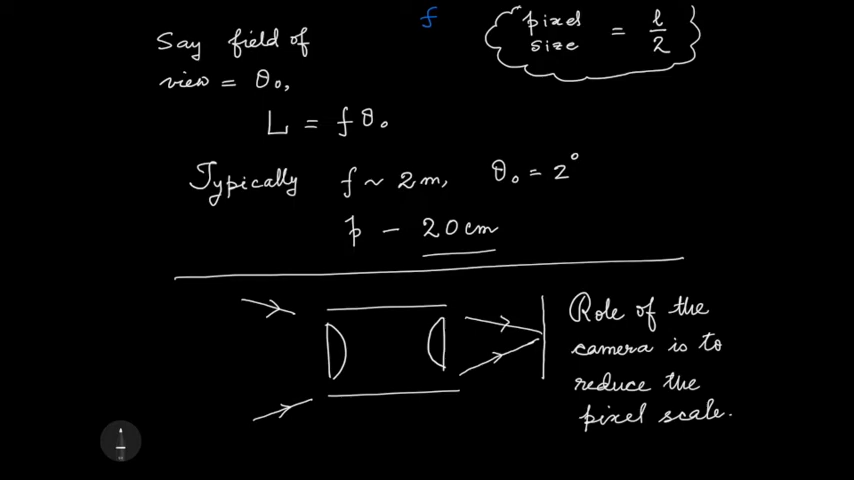 f
"pixel size = l/2
Say field of
view = θ₀,
L = fθ₀
Typically f ~ 2m, θ₀ = 2°
p - 20cm
Role of the
camera is to
reduce the
pixel scale.